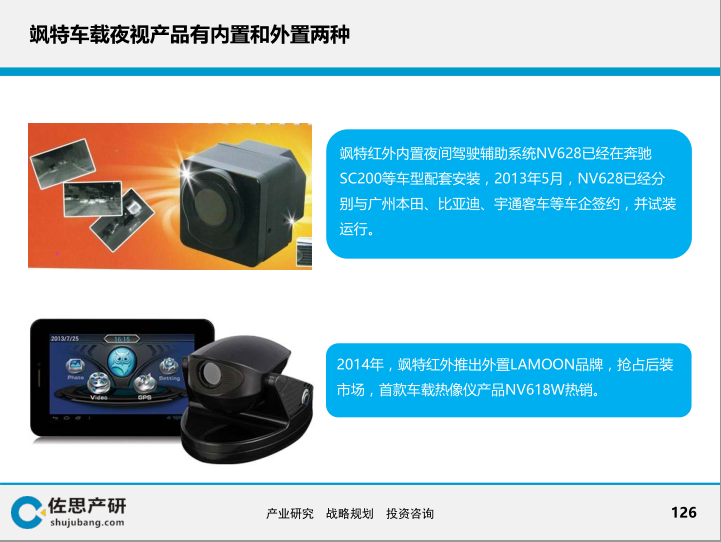 飒特车载夜视产品有内置和外置两种
飒特红外内置夜间驾驶辅助系统NV628已经在奔驰
SC200等车型配套安装，2013年5月，NV628已经分
别与广州本田、比亚迪、宇通客车等车企签约，并试装
运行。
2013/7/25
16:15
Photo
Video
GPS
Setting
2014年，飒特红外推出外置LAMOON品牌，抢占后装
市场，首款车载热像仪产品NV618W热销。
佐思产研
shujubang.com
产业研究 战略规划 投资咨询
126